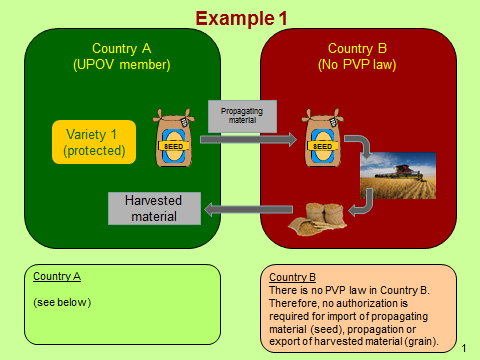 Example 1
Country A
(UPOV member)
Country B
(No PVP law)
Propagating
material
Variety 1
(protected)
SEED
SEED
Harvested
material
Country A
(see below)
Country B
There is no PVP law in Country B.
Therefore, no authorization is
required for import of propagating
material (seed), propagation or
export of harvested material (grain).
1